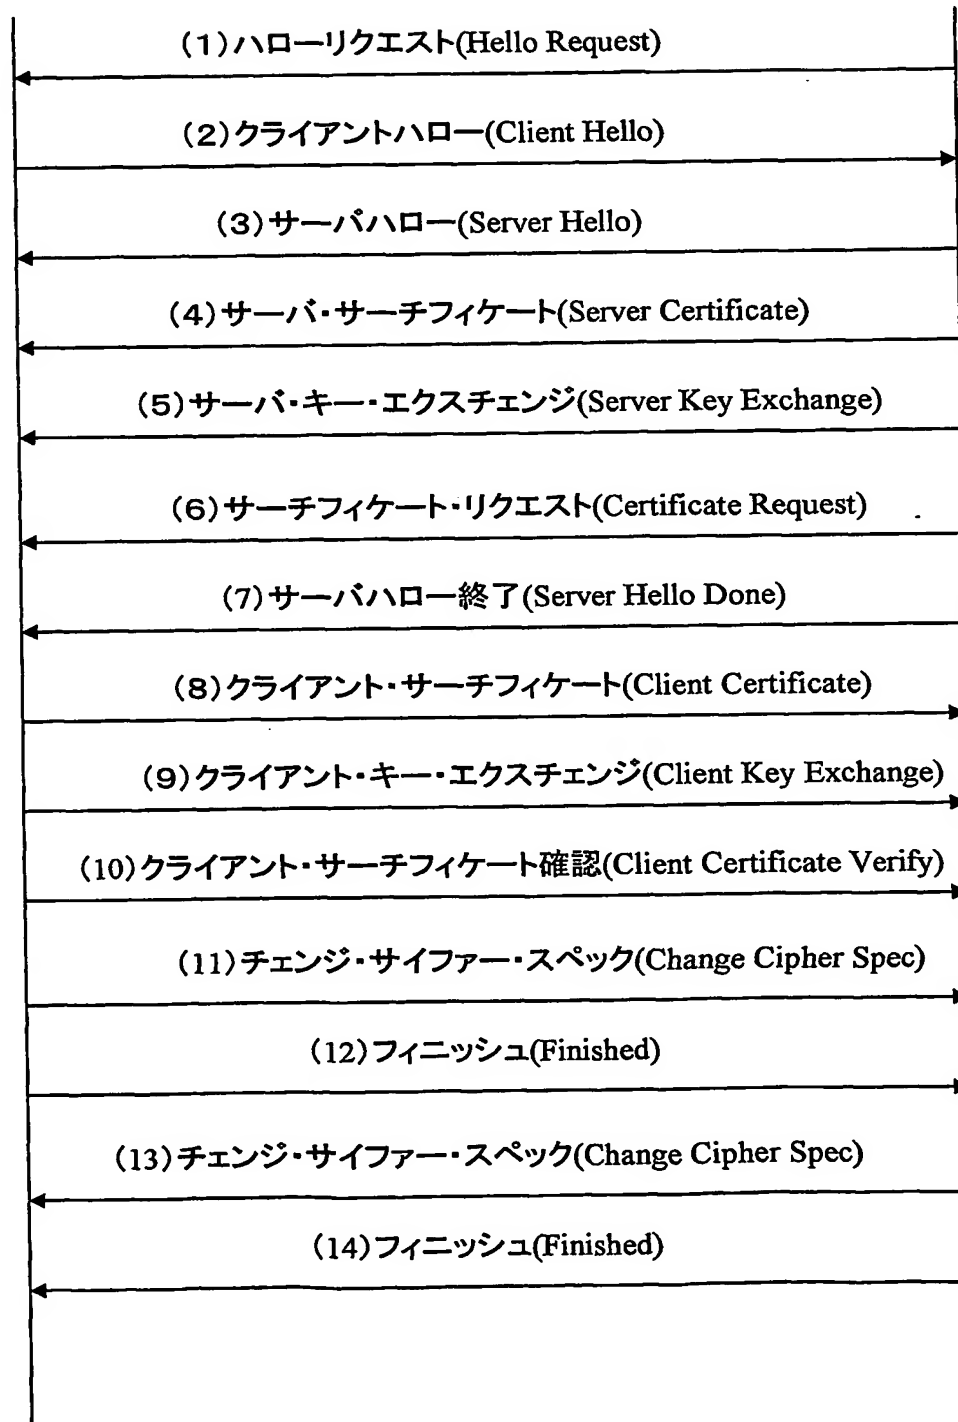 (1)ハローリクエスト(Hello Request)
(2)クライアントハロー(Client Hello)
(3)サーバハロー(Server Hello)
(4)サーバ・サーチフィケート(Server Certificate)
(5)サーバ・キー・エクスチェンジ(Server Key Exchange)
(6)サーチフィケート・リクエスト(Certificate Request)
(7)サーバハロー終了(Server Hello Done)
(8)クライアント・サーチフィケート(Client Certificate)
(9)クライアント・キー・エクスチェンジ(Client Key Exchange)
(10)クライアント・サーチフィケート確認(Client Certificate Verify)
(11)チェンジ・サイファー・スペック(Change Cipher Spec)
(12)フィニッシュ(Finished)
(13)チェンジ・サイファー・スペック(Change Cipher Spec)
(14)フィニッシュ(Finished)